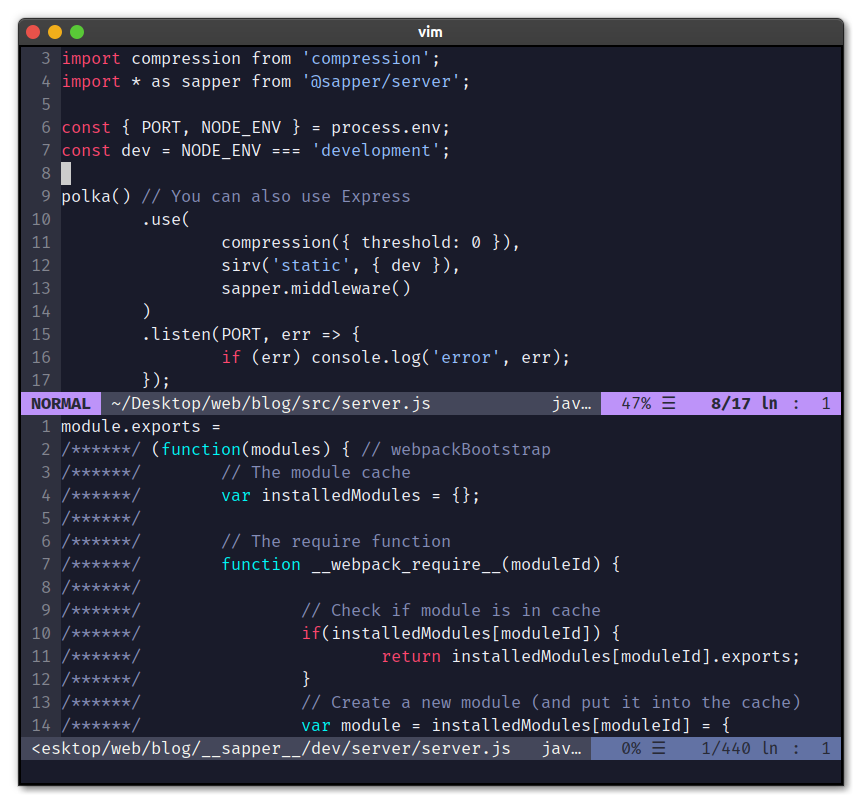 vim
3 import compression from 'compression';
4 import * as sapper from '@sapper/server';
5
6 const { PORT, NODE_ENV } = process.env;
7 const dev = NODE_ENV === 'development';
8
9 polka() // You can also use Express
10         .use(
11                 compression({ threshold: 0 }),
12                 sirv('static', { dev }),
13                 sapper.middleware()
14         )
15         .listen(PORT, err => {
16                 if (err) console.log('error', err);
17         });
NORMAL ~/Desktop/web/blog/src/server.js jav… 47% ☰ 8/17 ln : 1
1 module.exports =
2 /******/ (function(modules) { // webpackBootstrap
3 /******/        // The module cache
4 /******/        var installedModules = {};
5 /******/
6 /******/        // The require function
7 /******/        function __webpack_require__(moduleId) {
8 /******/
9 /******/                // Check if module is in cache
10 /******/                if(installedModules[moduleId]) {
11 /******/                        return installedModules[moduleId].exports;
12 /******/                }
13 /******/                // Create a new module (and put it into the cache)
14 /******/                var module = installedModules[moduleId] = {
<esktop/web/blog/__sapper__/dev/server/server.js jav… 0% ☰ 1/440 ln : 1